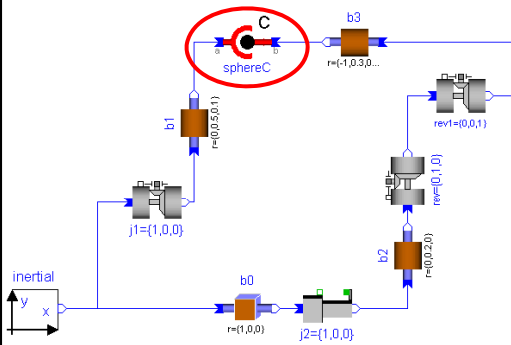 C
b3
a
b
sphereC
r={-1,0.3,0...
b1
r={0,0.5,0.1}
rev1={0,0,1}
rev={0,1,0}
j1={1,0,0}
b2
r={0,0.2,0}
inertial
y
x
b0
r={1,0,0}
j2={1,0,0}